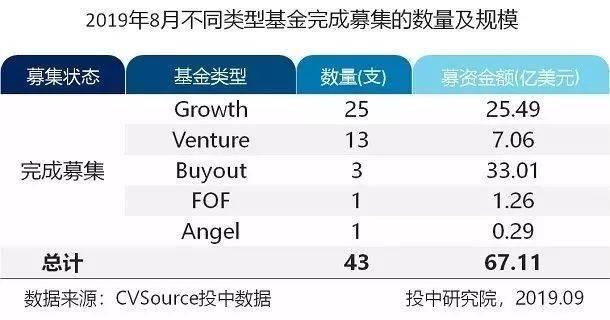 2019年8月不同类型基金完成募集的数量及规模
募集状态 基金类型 数量(支) 募资金额(亿美元)
Growth 25 25.49
Venture 13 7.06
完成募集 Buyout 3 33.01
FOF 1 1.26
Angel 1 0.29
总计 43 67.11
数据来源：CVSource投中数据 投中研究院，2019.09